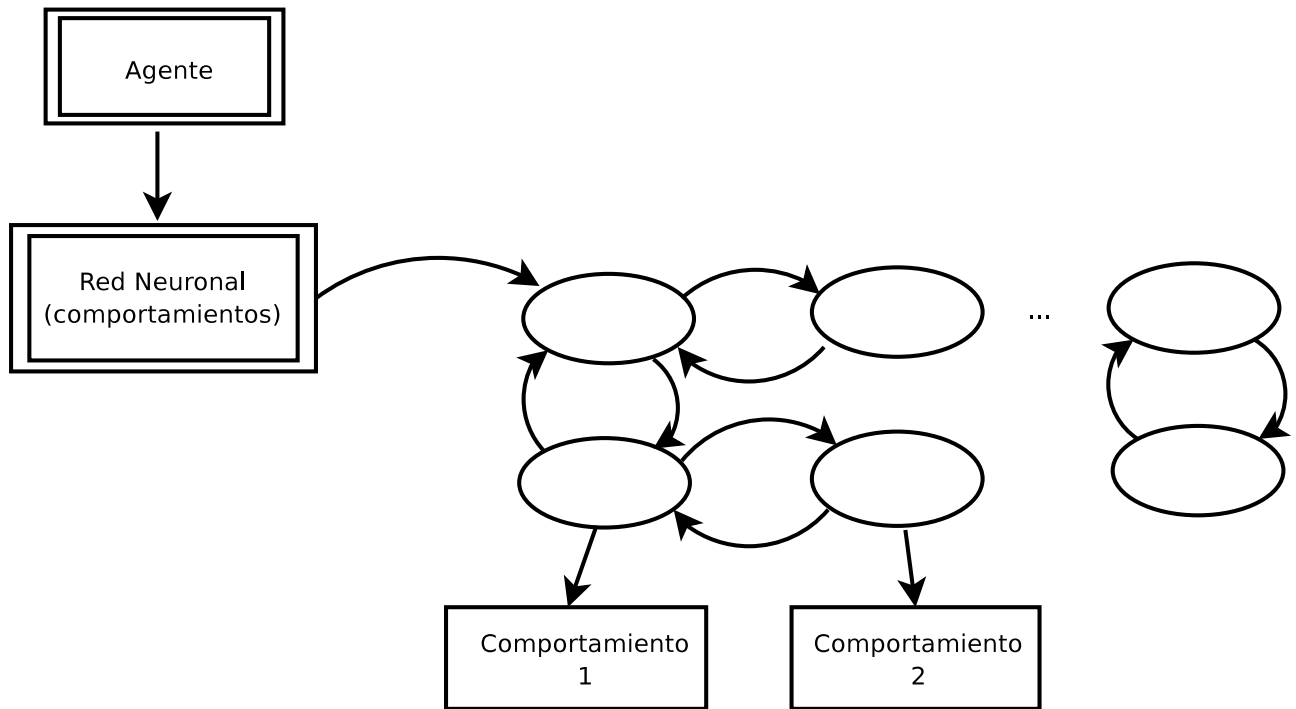 Agente
Red Neuronal
(comportamientos)
...
Comportamiento
1
Comportamiento
2